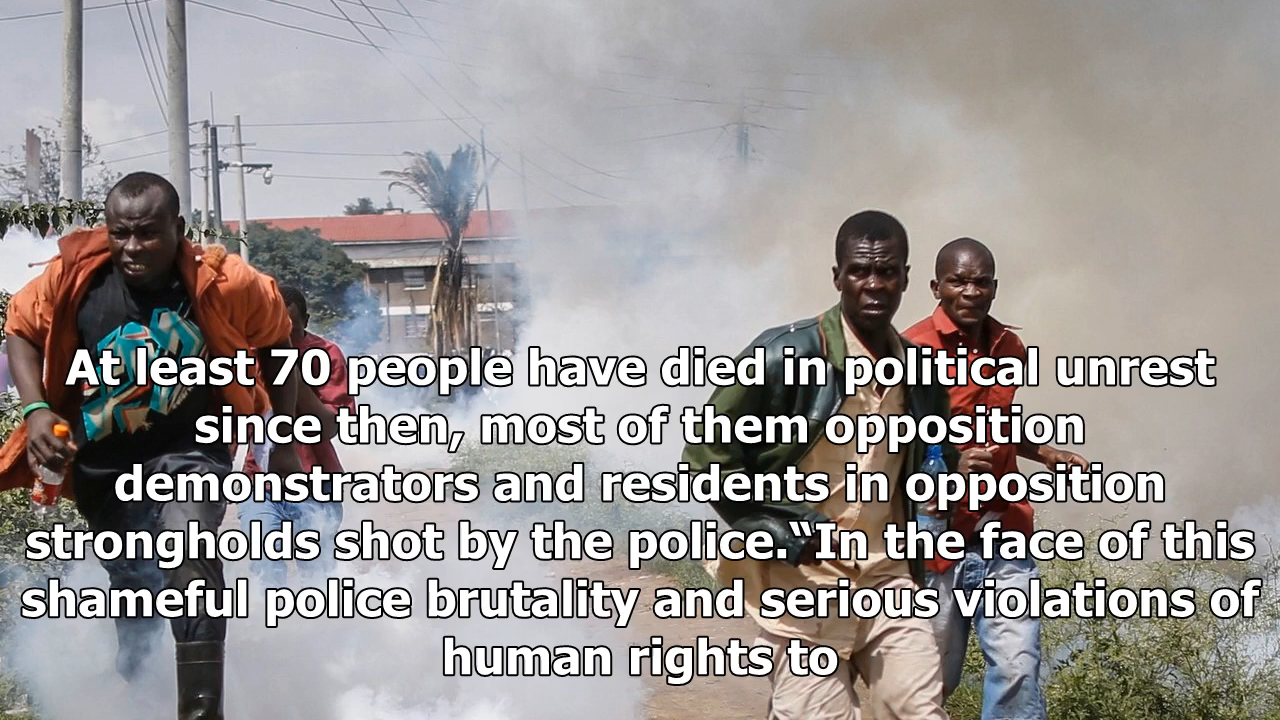 At least 70 people have died in political unrest
since then, most of them opposition
demonstrators and residents in opposition
strongholds shot by the police.“In the face of this
shameful police brutality and serious violations of
human rights to